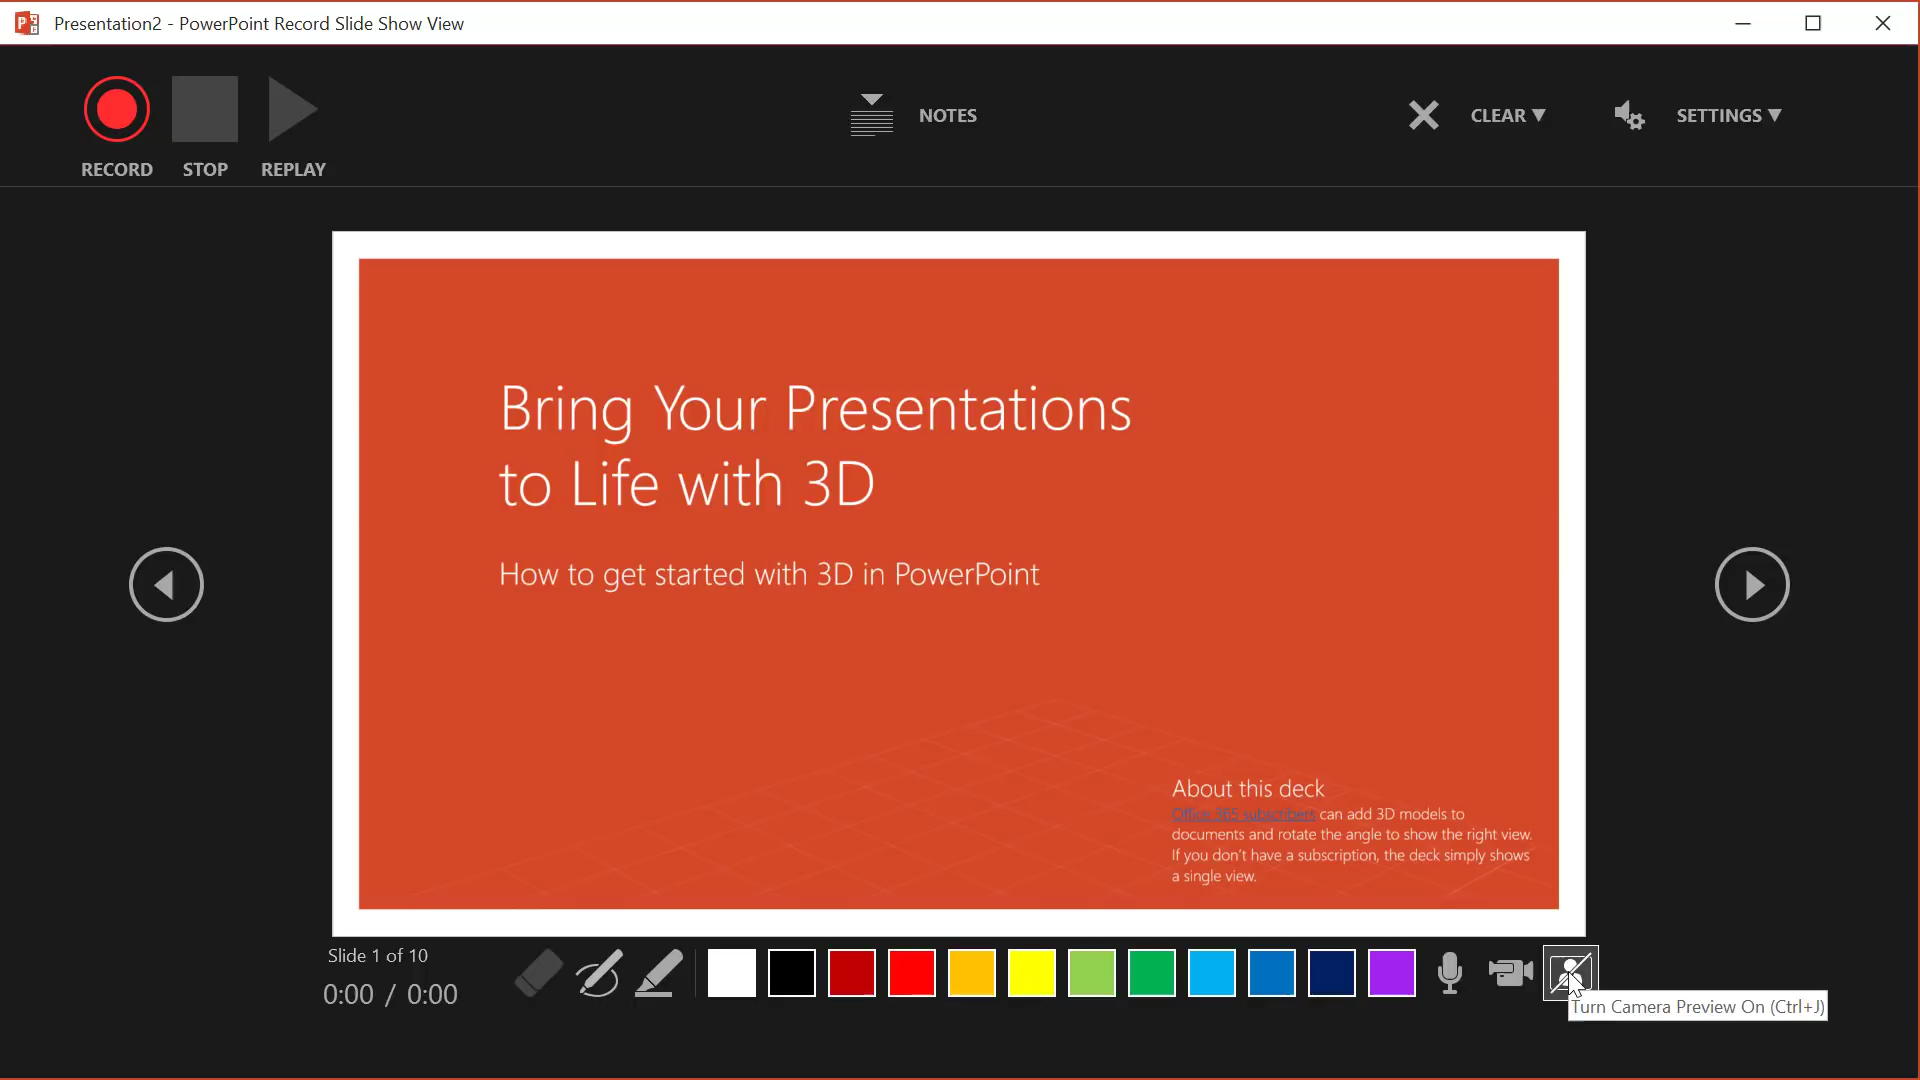 Presentation2 - PowerPoint Record Slide Show View
RECORD
STOP
REPLAY
NOTES
CLEAR
SETTINGS
Bring Your Presentations
to Life with 3D
How to get started with 3D in PowerPoint
About this deck
Office 365 subscribers can add 3D models to
documents and rotate the angle to show the right view.
If you don't have a subscription, the deck simply shows
a single view.
Slide 1 of 10
0:00 / 0:00
Turn Camera Preview On (Ctrl+J)